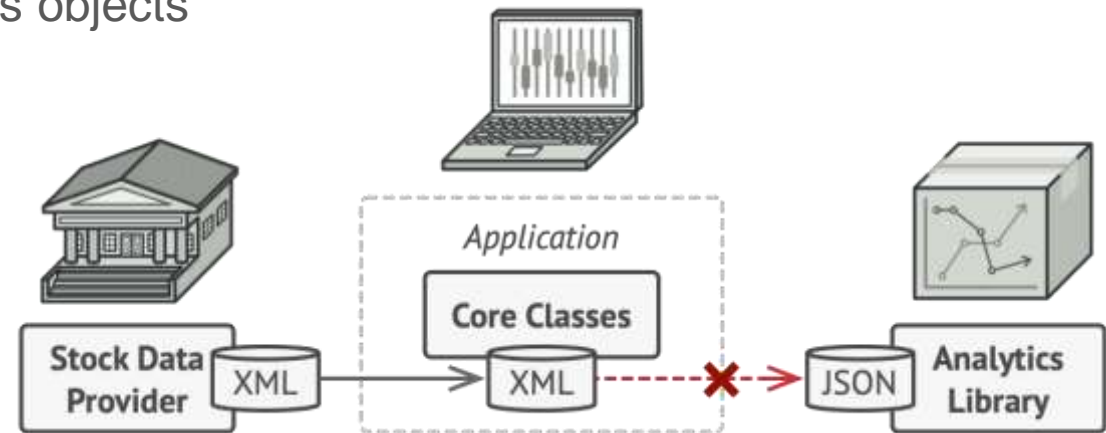 s objects
Application
Core Classes
Stock Data
Provider
XML
XML
JSON
Analytics
Library